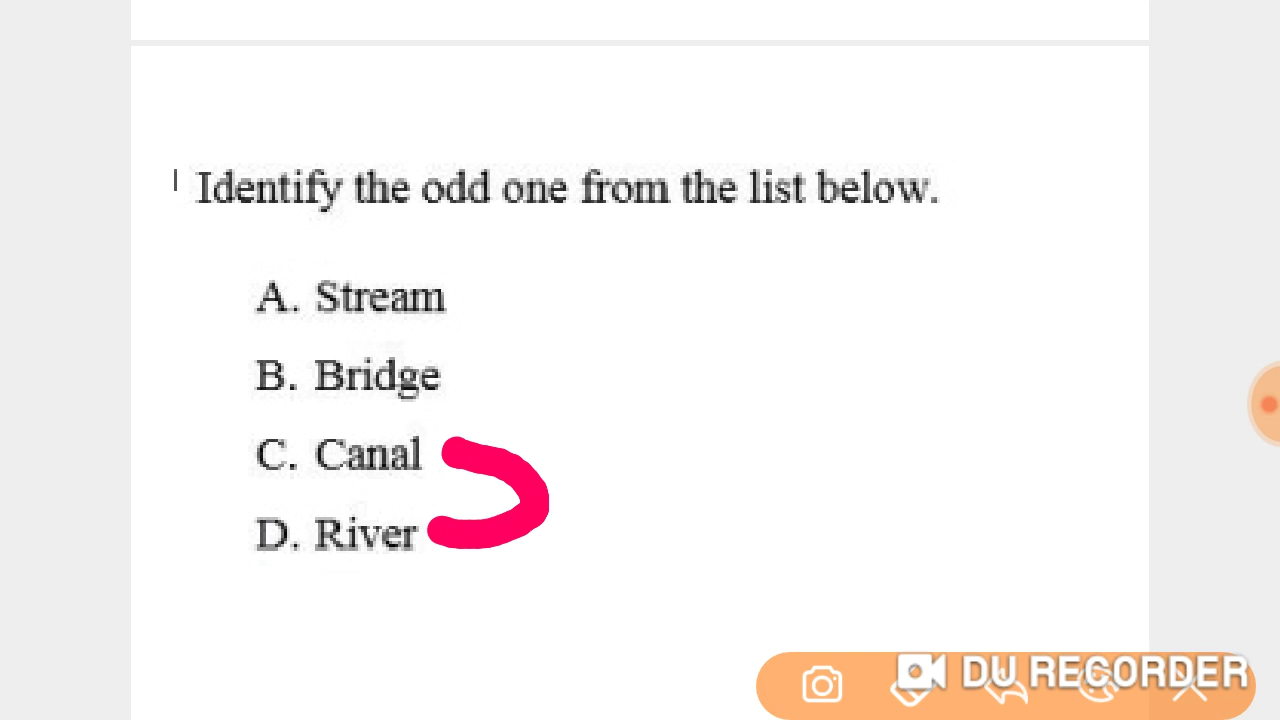 Identify the odd one from the list below.
A. Stream
B. Bridge
C. Canal
D. River
DU RECORDER